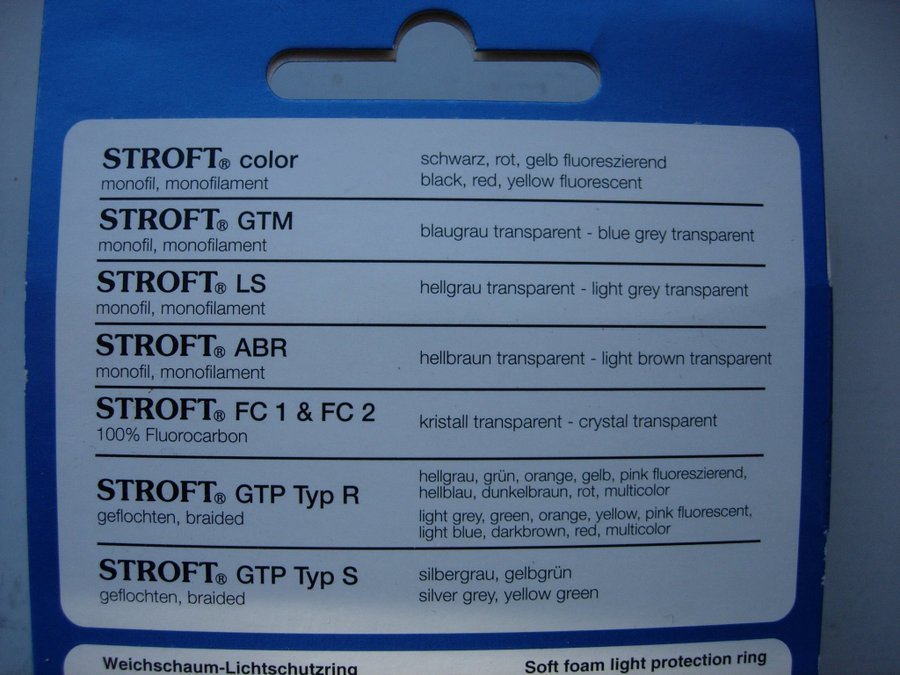 STROFT® color
monofil, monofilament
schwarz, rot, gelb fluoreszierend
black, red, yellow fluorescent
STROFT® GTM
monofil, monofilament
blaugrau transparent - blue grey transparent
STROFT® LS
monofil, monofilament
hellgrau transparent - light grey transparent
STROFT® ABR
monofil, monofilament
hellbraun transparent - light brown transparent
STROFT® FC 1 & FC 2
100% Fluorocarbon
kristall transparent - crystal transparent
STROFT® GTP Typ R
geflochten, braided
hellgrau, grün, orange, gelb, pink fluoreszierend,
hellblau, dunkelbraun, rot, multicolor
light grey, green, orange, yellow, pink fluorescent,
light blue, darkbrown, red, multicolor
STROFT® GTP Typ S
geflochten, braided
silbergrau, gelbgrün
silver grey, yellow green
Weichschaum-Lichtschutzring
Soft foam light protection ring